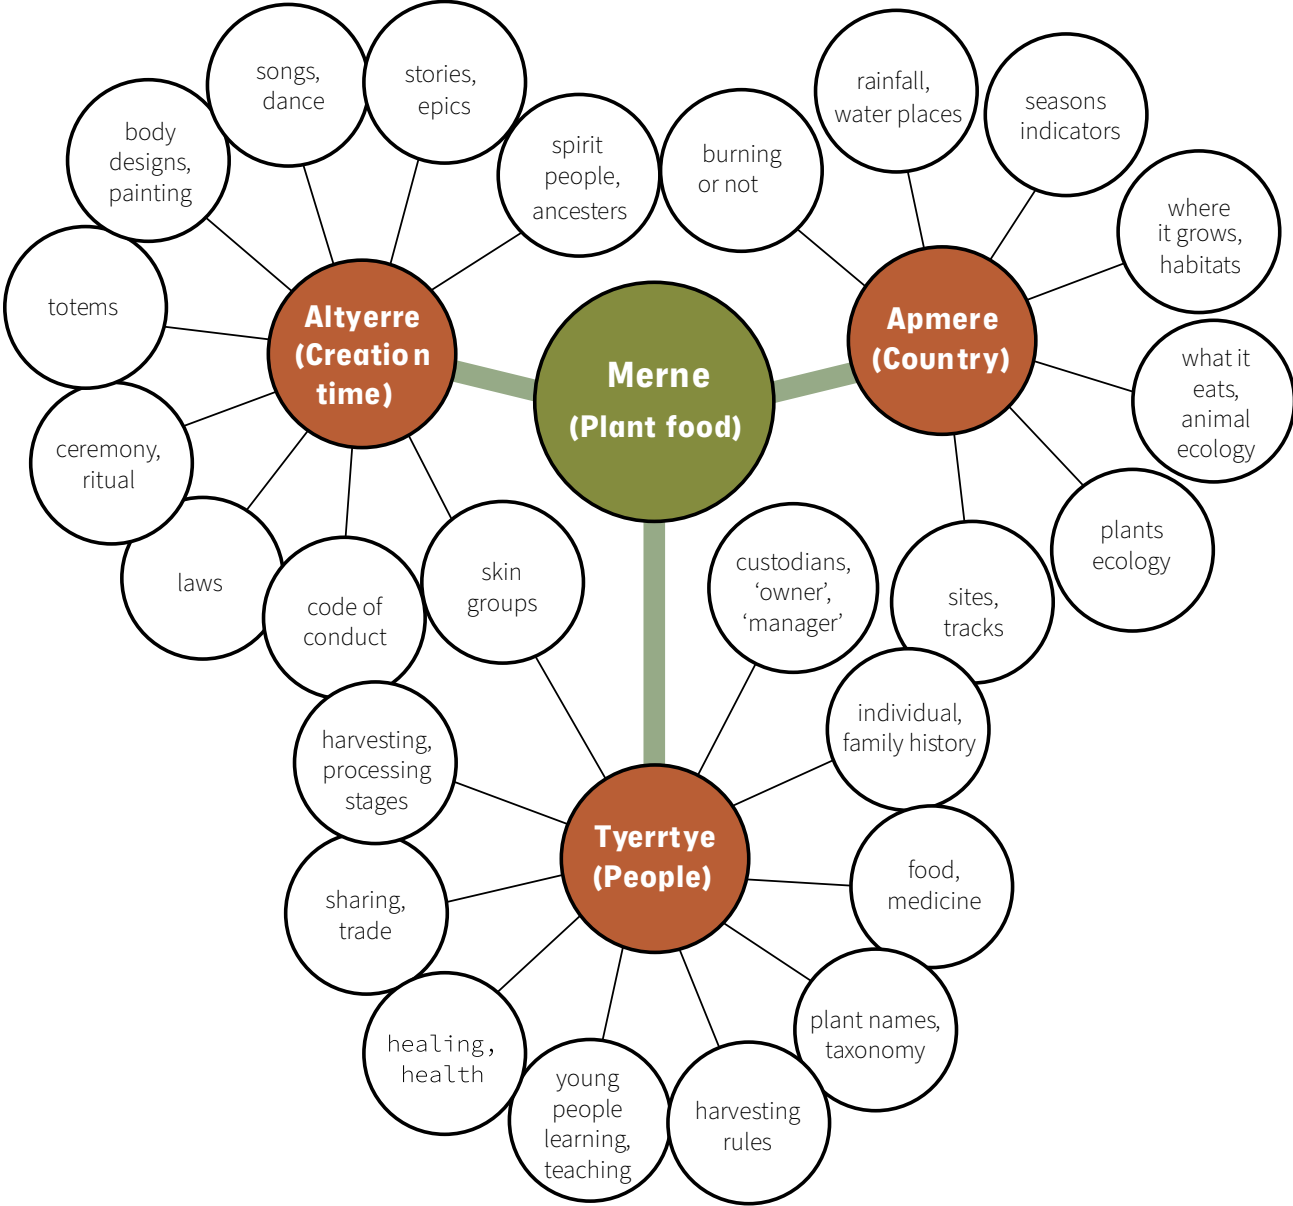 songs,
dance
stories,
epics
body
designs,
painting
spirit
people,
ancesters
totems
ceremony,
ritual
laws
code of
conduct
skin
groups
Altyerre
(Creation
time)
Merne
(Plant food)
Apmere
(Country)
burning
or not
rainfall,
water places
seasons
indicators
where
it grows,
habitats
what it
eats,
animal
ecology
plants
ecology
sites,
tracks
custodians,
‘owner’,
‘manager’
individual,
family history
Tyerrtye
(People)
harvesting,
processing
stages
sharing,
trade
healing,
health
young
people
learning,
teaching
harvesting
rules
plant names,
taxonomy
food,
medicine